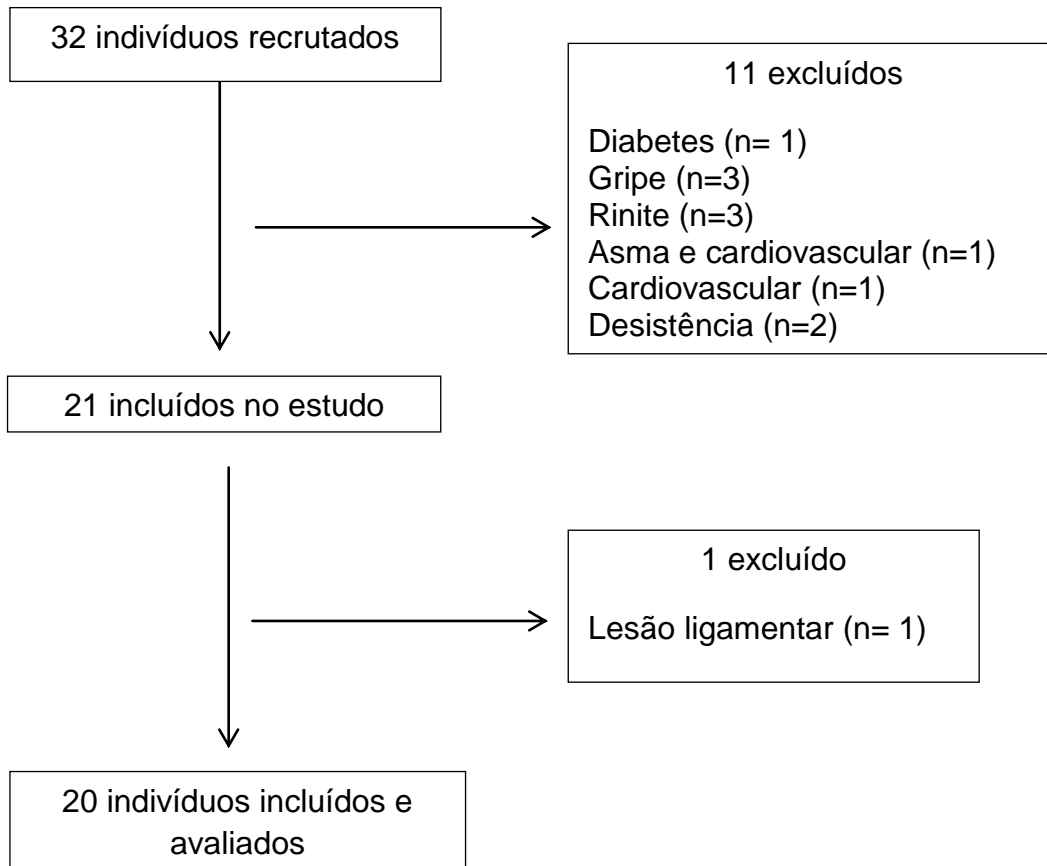 32 indivíduos recrutados
11 excluídos
Diabetes (n= 1)
Gripe (n=3)
Rinite (n=3)
Asma e cardiovascular (n=1)
Cardiovascular (n=1)
Desistência (n=2)
21 incluídos no estudo
1 excluído
Lesão ligamentar (n= 1)
20 indivíduos incluídos e
avaliados